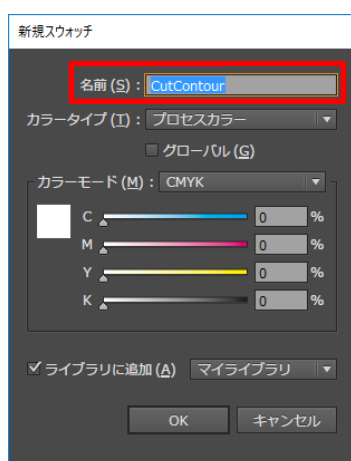 新規スウォッチ
名前(S)：CutContour
カラータイプ(T)：プロセスカラー
グローバル(G)
カラーモード(M)：CMYK
C 0 %
M 0 %
Y 0 %
K 0 %
ライブラリに追加(A) マイライブラリ
OK キャンセル